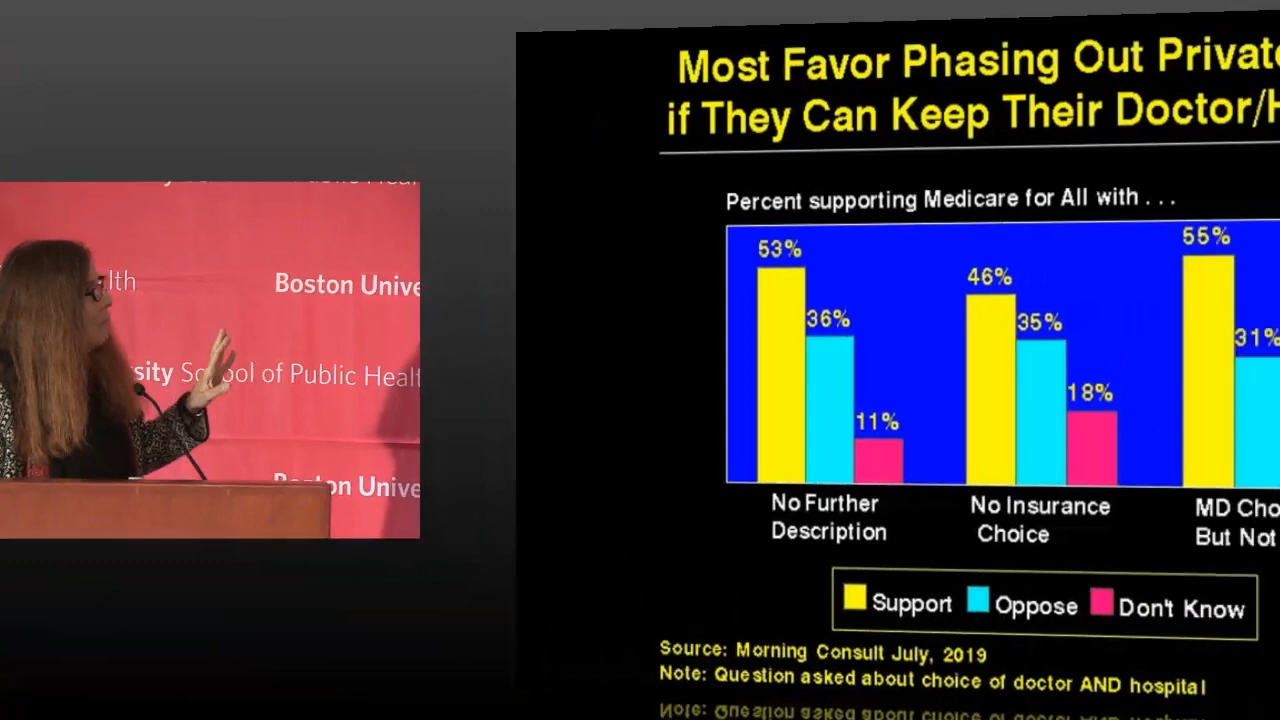 Most Favor Phasing Out Private
if They Can Keep Their Doctor/H
Percent supporting Medicare for All with . . .
53%
36%
11%
46%
35%
18%
55%
31%
No Further
Description
No Insurance
Choice
MD Cho
But Not
Support
Oppose
Don't Know
Source: Morning Consult July, 2019
Note: Question asked about choice of doctor AND hospital
lth
Boston Unive
sity School of Public Healt
Boston Unive